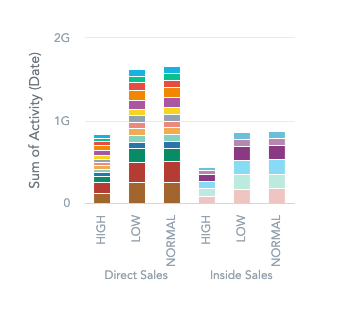 2G
1G
0
Sum of Activity (Date)
HIGH
LOW
NORMAL
HIGH
LOW
NORMAL
Direct Sales
Inside Sales